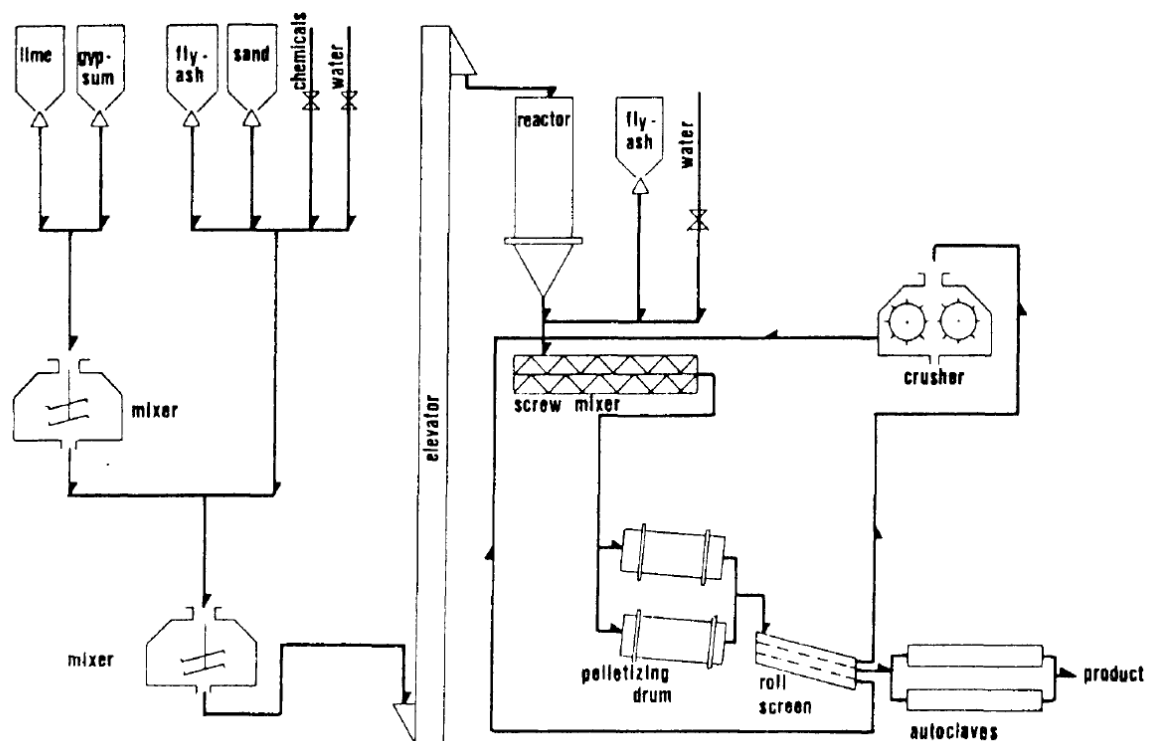 lime
gyp-
sum
fly-
ash
sand
chemicals
water
reactor
fly-
ash
water
crusher
screw mixer
mixer
elevator
mixer
pelletizing
drum
roll
screen
product
autoclaves